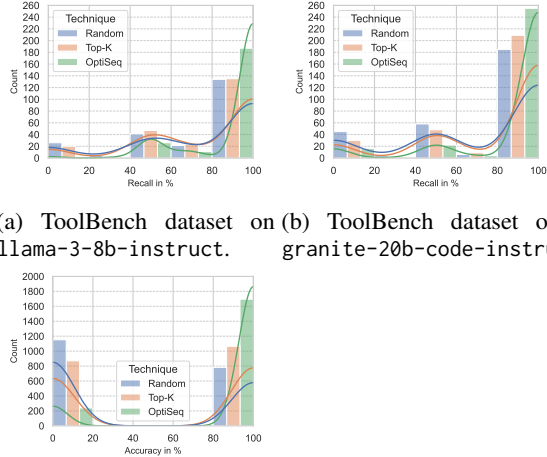 260
240
220
200
180
160
140
120
100
80
60
40
20
0
Count
Technique
Random
Top-K
OptiSeq
0 20 40 60 80 100
Recall in %
260
240
220
200
180
160
140
120
100
80
60
40
20
0
Count
Technique
Random
Top-K
OptiSeq
0 20 40 60 80 100
Recall in %
a) ToolBench dataset on
llama-3-8b-instruct.
(b) ToolBench dataset o
granite-20b-code-instru
2000
1800
1600
1400
1200
1000
800
600
400
200
0
Count
Technique
Random
Top-K
OptiSeq
0 20 40 60 80 100
Accuracy in %